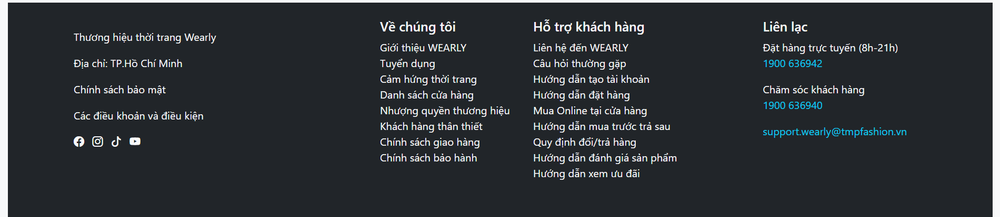 Thương hiệu thời trang Wearly
Địa chỉ: TP.Hồ Chí Minh
Chính sách bảo mật
Các điều khoản và điều kiện
Về chúng tôi
Giới thiệu WEARLY
Tuyển dụng
Cảm hứng thời trang
Danh sách cửa hàng
Nhượng quyền thương hiệu
Khách hàng thân thiết
Chính sách giao hàng
Chính sách bảo hành
Hỗ trợ khách hàng
Liên hệ đến WEARLY
Câu hỏi thường gặp
Hướng dẫn tạo tài khoản
Hướng dẫn đặt hàng
Mua Online tại cửa hàng
Hướng dẫn mua trước trả sau
Quy định đổi/trả hàng
Hướng dẫn đánh giá sản phẩm
Hướng dẫn xem ưu đãi
Liên lạc
Đặt hàng trực tuyến (8h-21h)
1900 636942
Chăm sóc khách hàng
1900 636940
support.wearly@tmpfashion.vn